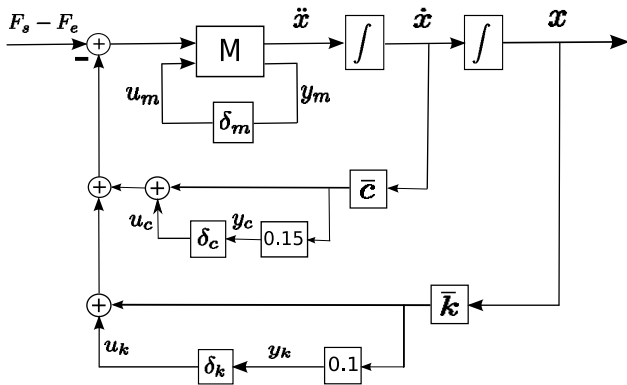 F_s − F_e
+
−
M
ẍ
∫
ẋ
∫
x
u_m
y_m
δ_m
+
+
c̄
u_c
δ_c
y_c
0.15
+
k̄
u_k
δ_k
y_k
0.1